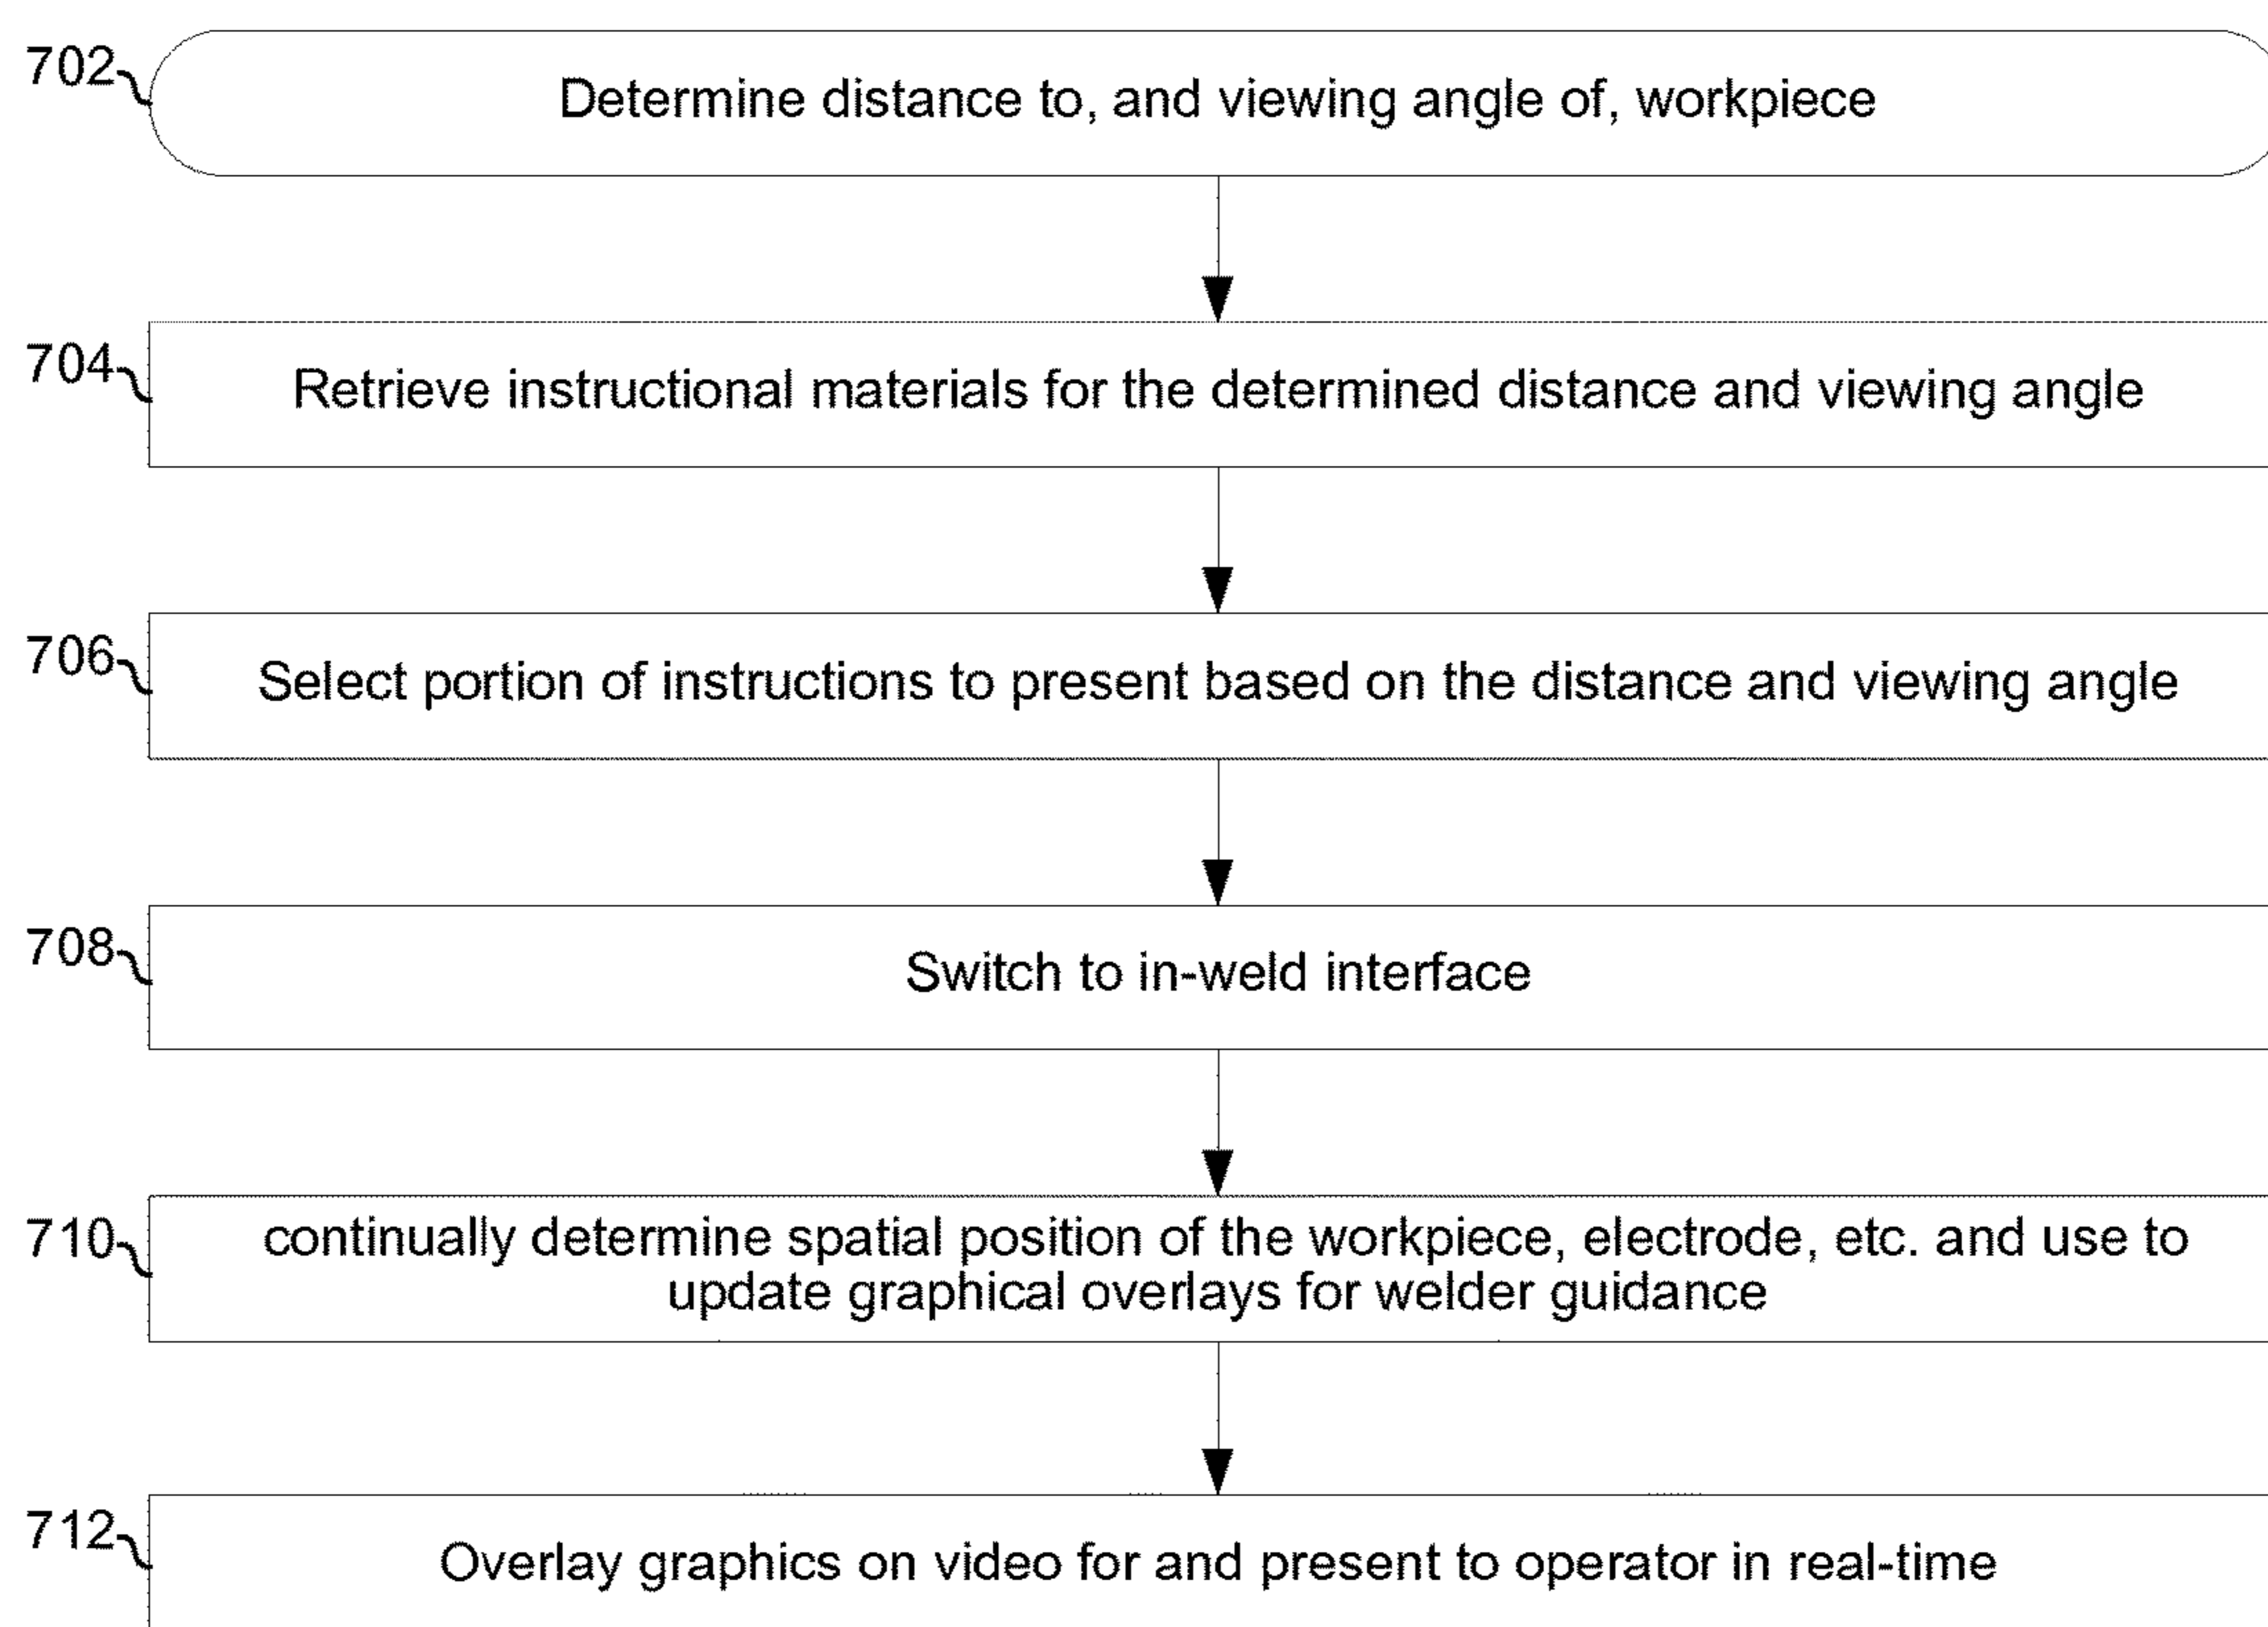 702
Determine distance to, and viewing angle of, workpiece
704
Retrieve instructional materials for the determined distance and viewing angle
706
Select portion of instructions to present based on the distance and viewing angle
708
Switch to in-weld interface
710
continually determine spatial position of the workpiece, electrode, etc. and use to
update graphical overlays for welder guidance
712
Overlay graphics on video for and present to operator in real-time